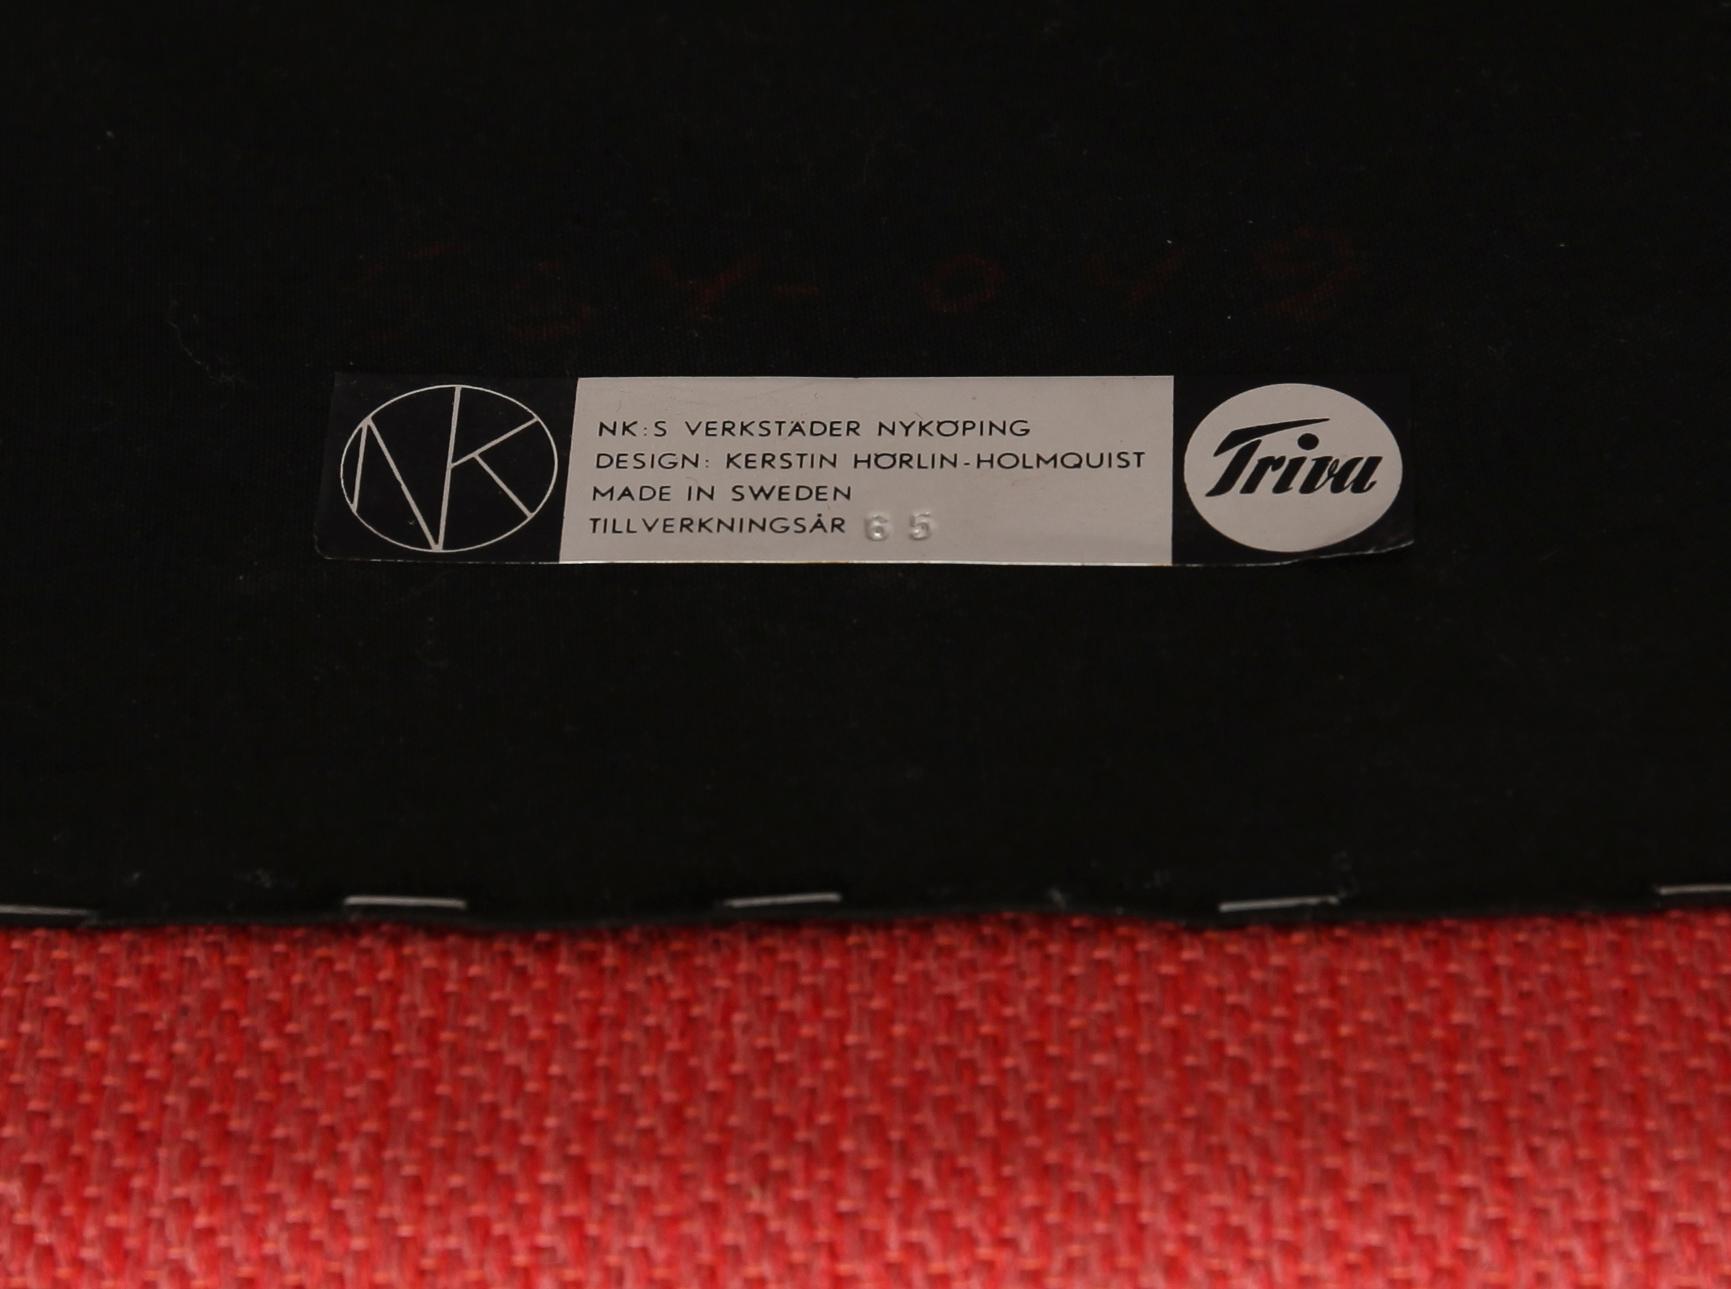 NK
NK:S VERKSTÄDER NYKÖPING
DESIGN: KERSTIN HÖRLIN-HOLMQUIST
MADE IN SWEDEN
TILLVERKNINGSÅR 65
Triva